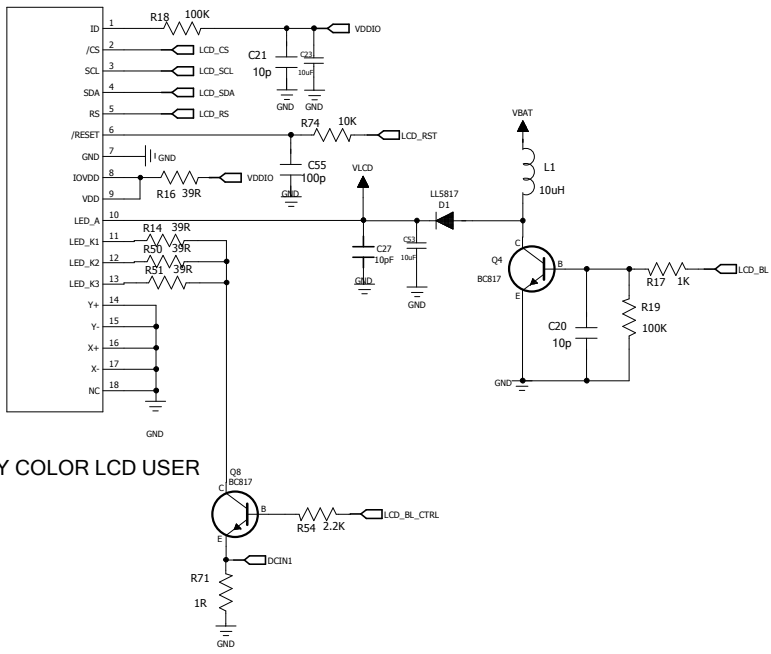 ID 1 R18 100K VDDIO
/CS 2 LCD_CS
SCL 3 LCD_SCL
SDA 4 LCD_SDA
RS 5 LCD_RS
C21 10p GND
C23 10uF GND
/RESET 6 R74 10K LCD_RST
GND 7 GND
C55 100p GND
IOVDD 8 R16 39R VDDIO
VDD 9
LED_A 10
VLCD
LL5817
D1
VBAT
L1
10uH
LED_K1 11 R14 39R
LED_K2 12 R50 39R
LED_K3 13 R51 39R
C27
10pF
GND
C53
10uF
GND
Q4
BC817
C
B
E
R17 1K LCD_BL
R19
100K
C20
10p
GND
Y+ 14
Y- 15
X+ 16
X- 17
NC 18
GND
Y COLOR LCD USER
Q8
BC817
C
B
E
R54 2.2K LCD_BL_CTRL
DCIN1
R71
1R
GND